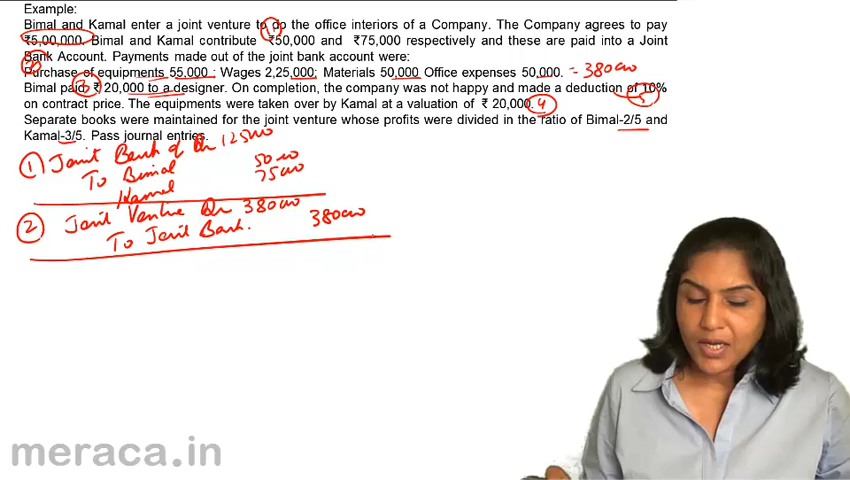 Example:
Bimal and Kamal enter a joint venture to do the office interiors of a Company. The Company agrees to pay
₹5,00,000. Bimal and Kamal contribute ₹50,000 and ₹75,000 respectively and these are paid into a Joint
Bank Account. Payments made out of the joint bank account were:
Purchase of equipments 55,000 ; Wages 2,25,000; Materials 50,000 Office expenses 50,000. = 380000
Bimal paid ₹ 20,000 to a designer. On completion, the company was not happy and made a deduction of 10%
on contract price. The equipments were taken over by Kamal at a valuation of ₹ 20,000. 4
Separate books were maintained for the joint venture whose profits were divided in the ratio of Bimal-2/5 and
Kamal-3/5. Pass journal entries.
1 Joint Bank a/c Dr 125000
To Bimal 50000
Kamal 75000
2 Joint Venture Dr 380000
To Joint Bank. 380000
meraca.in